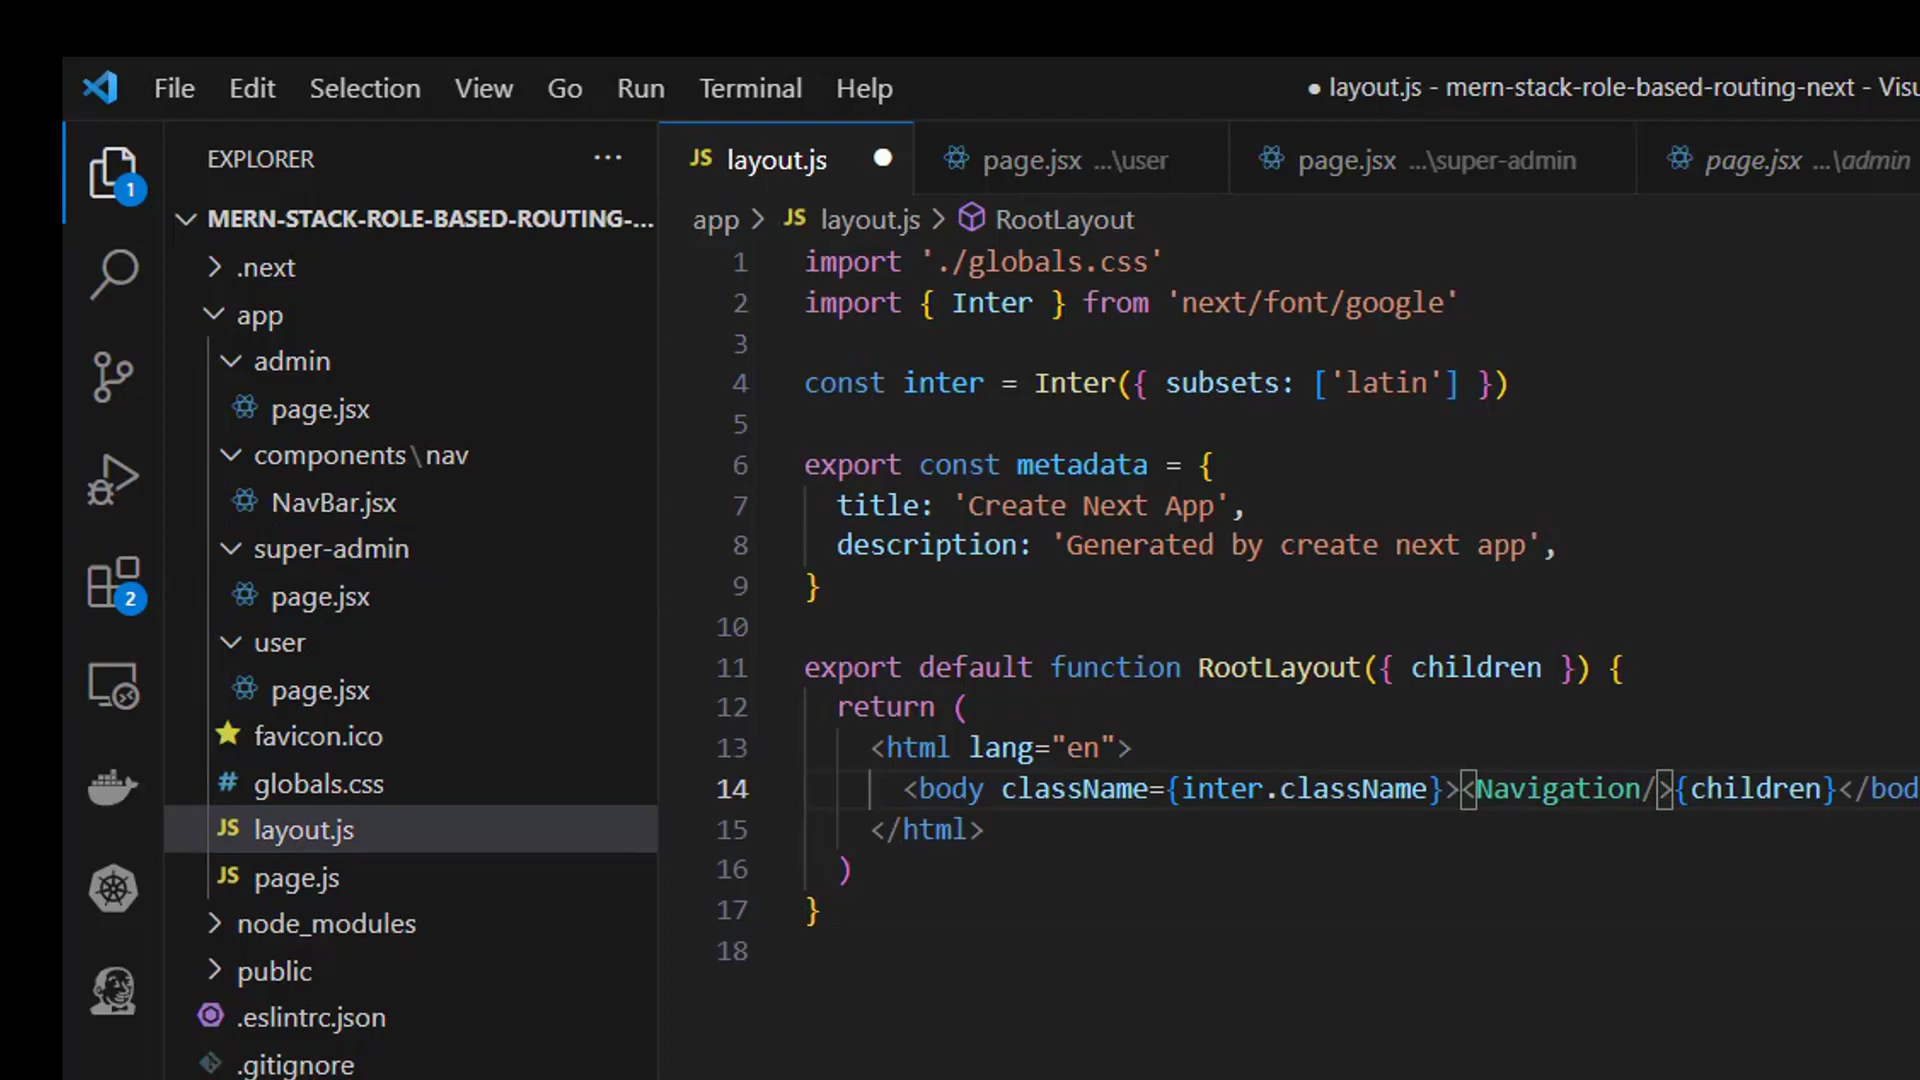 File Edit Selection View Go Run Terminal Help
● layout.js - mern-stack-role-based-routing-next - Visu
EXPLORER ...
1
MERN-STACK-ROLE-BASED-ROUTING-...
.next
app
admin
page.jsx
components\nav
NavBar.jsx
super-admin
page.jsx
2
user
page.jsx
favicon.ico
# globals.css
JS layout.js
JS page.js
node_modules
public
.eslintrc.json
.gitignore
JS layout.js ● page.jsx ...\user page.jsx ...\super-admin page.jsx ...\admin
app > JS layout.js > RootLayout
1 import './globals.css'
2 import { Inter } from 'next/font/google'
3
4 const inter = Inter({ subsets: ['latin'] })
5
6 export const metadata = {
7 title: 'Create Next App',
8 description: 'Generated by create next app',
9 }
10
11 export default function RootLayout({ children }) {
12 return (
13 <html lang="en">
14 <body className={inter.className}><Navigation/>{children}</bod
15 </html>
16 )
17 }
18